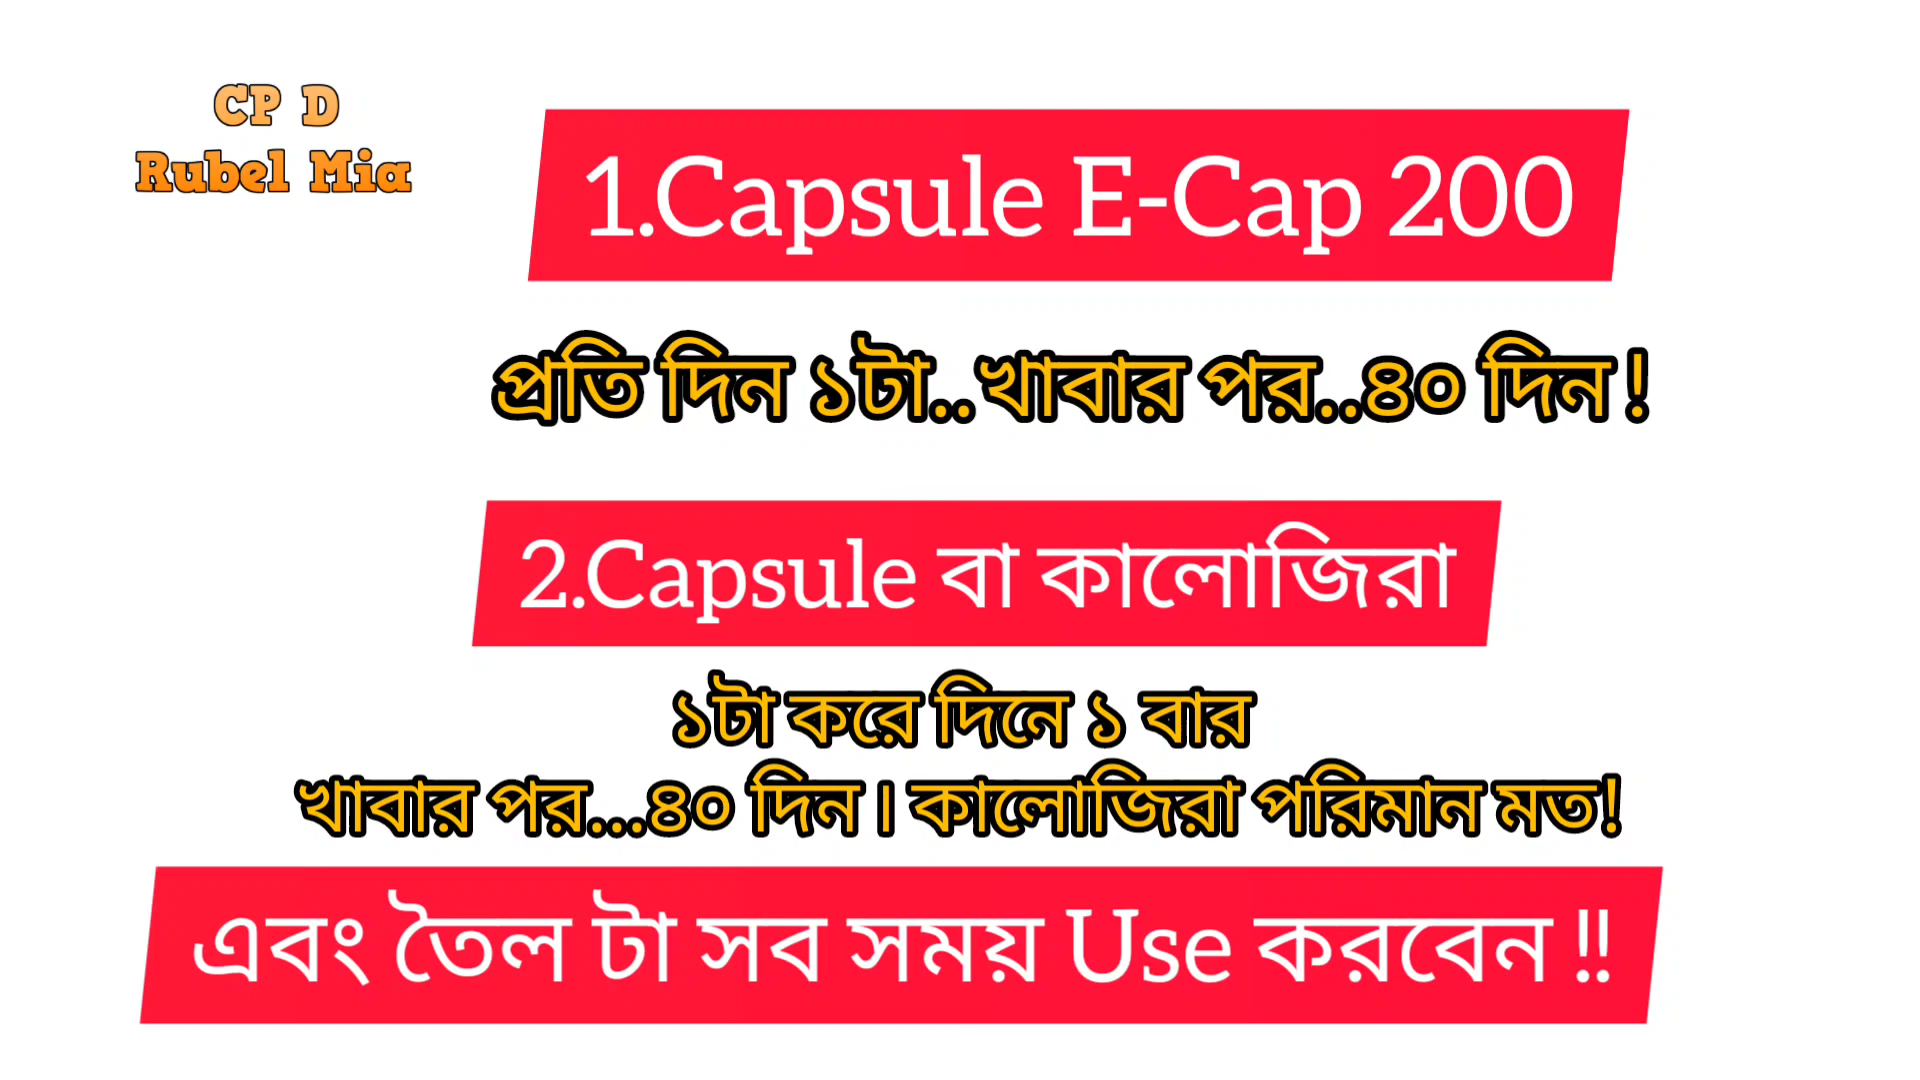 CP D
Rubel Mia
1.Capsule E-Cap 200
প্রতি দিন ১টা..খাবার পর..৪০ দিন !
2.Capsule বা কালোজিরা
১টা করে দিনে ১ বার
খাবার পর...৪০ দিন । কালোজিরা পরিমান মত!
এবং তৈল টা সব সময় Use করবেন !!